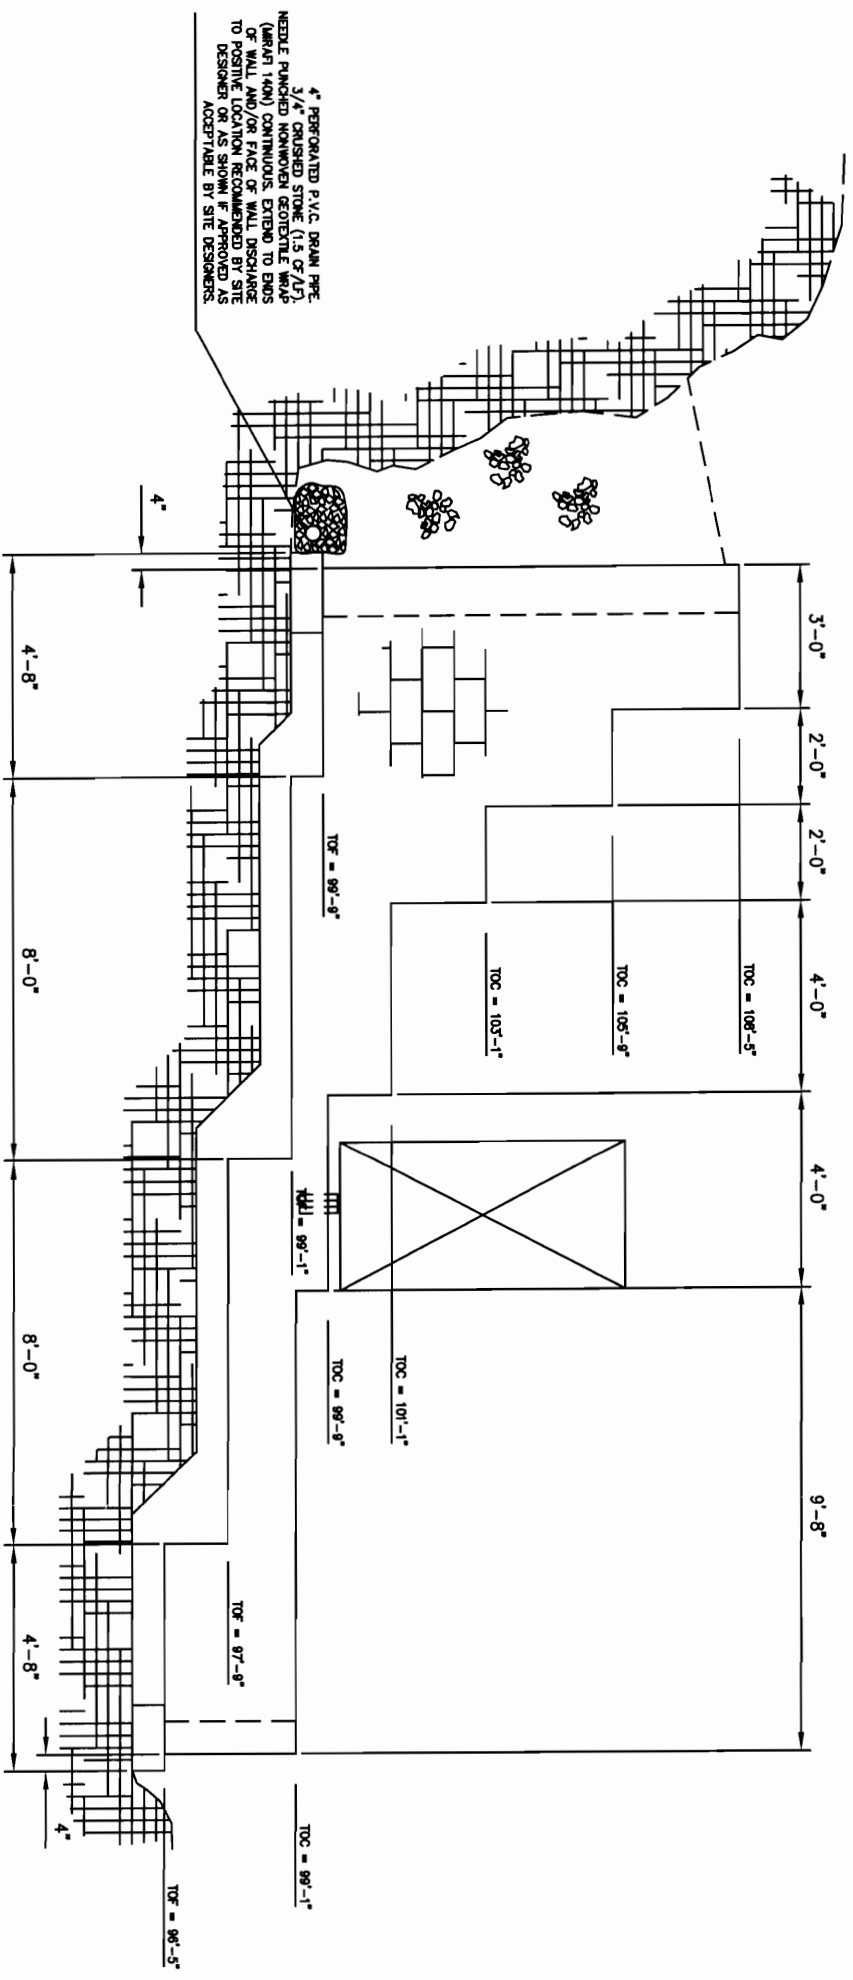 4" PERFORATED P.V.C. DRAIN PIPE.
3/4" CRUSHED STONE (1.5 CF/LF).
NEEDLE PUNCHED NONWOVEN GEOTEXTILE WRAP
(MIRAFI 140N) CONTINUOUS. EXTEND TO ENDS
OF WALL AND/OR FACE OF WALL DISCHARGE
TO POSITIVE LOCATION RECOMMENDED BY SITE
DESIGNER OR AS SHOWN IF APPROVED AS
ACCEPTABLE BY SITE DESIGNERS.
3'-0"
2'-0"
2'-0"
4'-0"
4'-0"
9'-8"
TOC = 108'-5"
TOC = 105'-9"
TOC = 103'-1"
TOC = 101'-1"
TOC = 99'-9"
TOC = 99'-1"
TOF = 99'-9"
TOF = 99'-1"
TOF = 97'-9"
TOF = 96'-5"
4"
4"
4'-8"
8'-0"
8'-0"
4'-8"